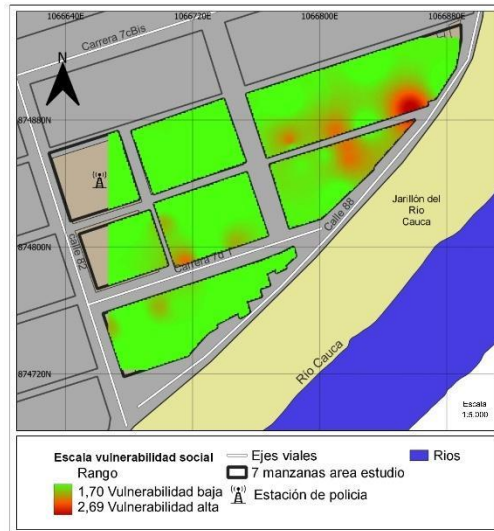 1066640E 1066720E 1066800E 1066880E
Carrera 7cBis
N
874880N
Jarillón del
Río
Cauca
874800N
calle 82
Carrera 7d 1
Calle 88
874720N
Río Cauca
Escala
1:5.000
Escala vulnerabilidad social
Rango
1,70 Vulnerabilidad baja
2,69 Vulnerabilidad alta
Ejes viales
7 manzanas area estudio
Estación de policia
Rios